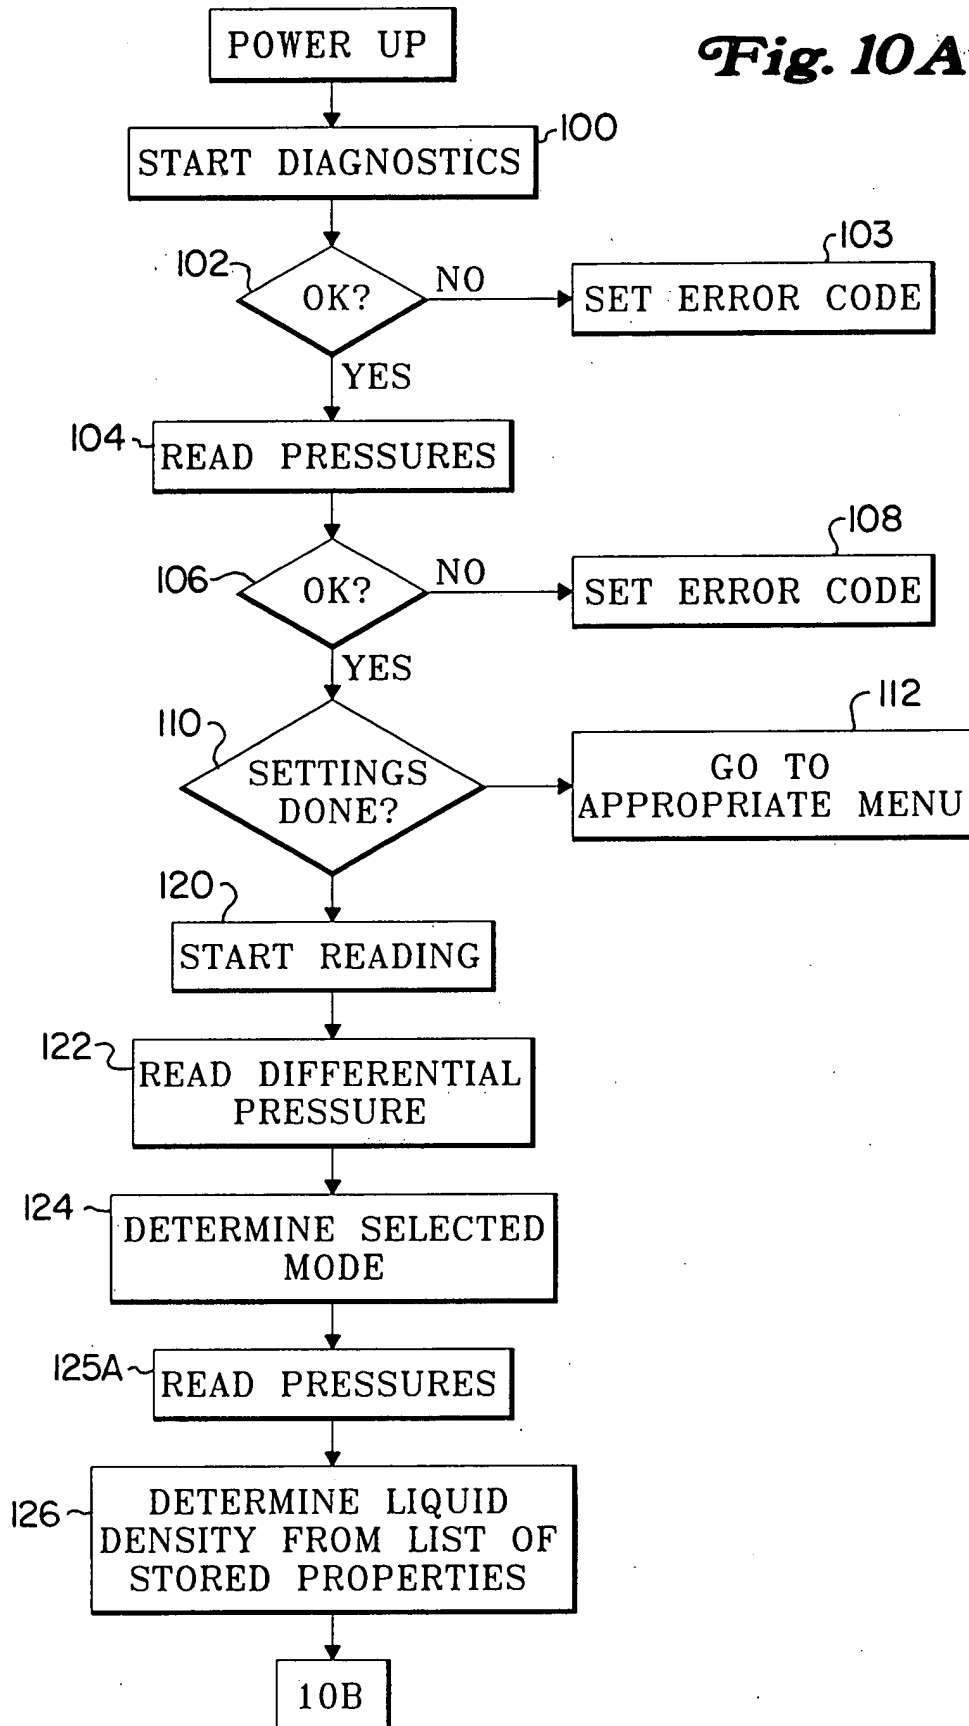 POWER UP
Fig. 10A
100
START DIAGNOSTICS
102
OK?
NO
103
SET ERROR CODE
YES
104
READ PRESSURES
106
OK?
NO
108
SET ERROR CODE
YES
110
SETTINGS
DONE?
112
GO TO
APPROPRIATE MENU
120
START READING
122
READ DIFFERENTIAL
PRESSURE
124
DETERMINE SELECTED
MODE
125A
READ PRESSURES
126
DETERMINE LIQUID
DENSITY FROM LIST OF
STORED PROPERTIES
10B